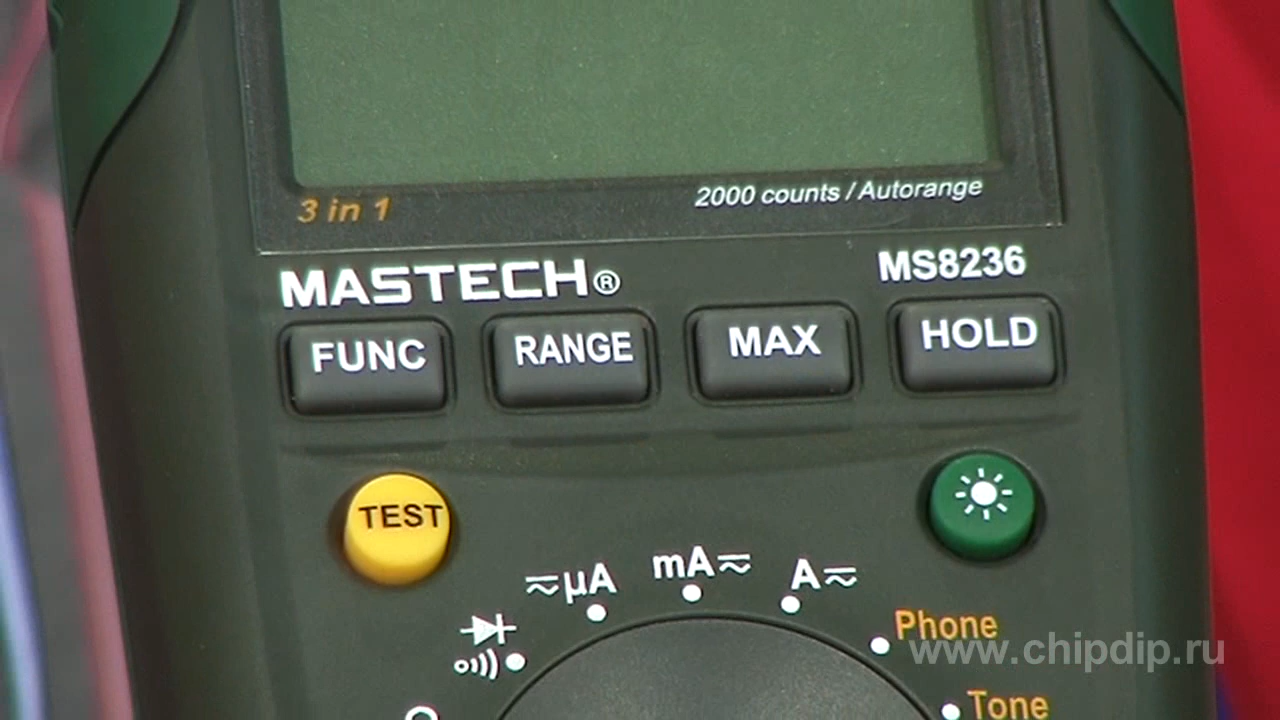 3 in 1
2000 counts / Autorange
MASTECH®
MS8236
FUNC
RANGE
MAX
HOLD
TEST
μA
mA
A
Phone
www.chipdip.ru
Tone